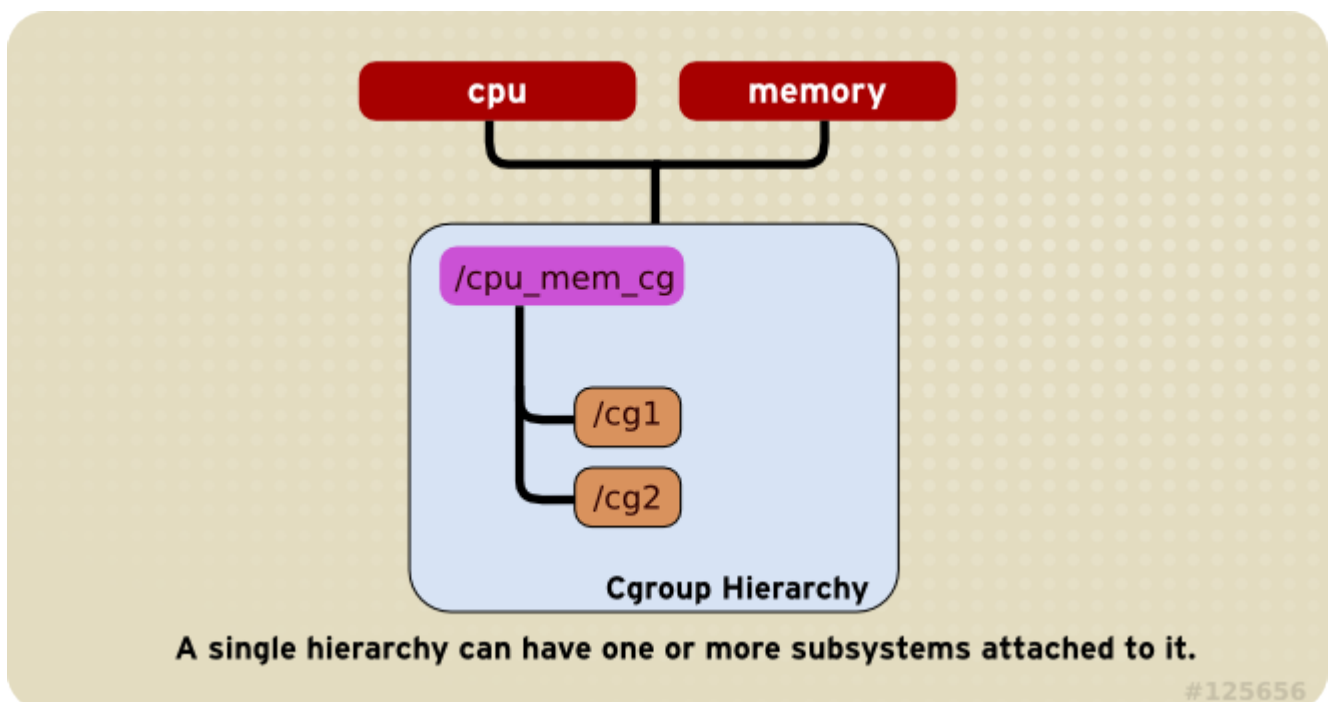 cpu
memory
/cpu_mem_cg
/cg1
/cg2
Cgroup Hierarchy
A single hierarchy can have one or more subsystems attached to it.
#125656